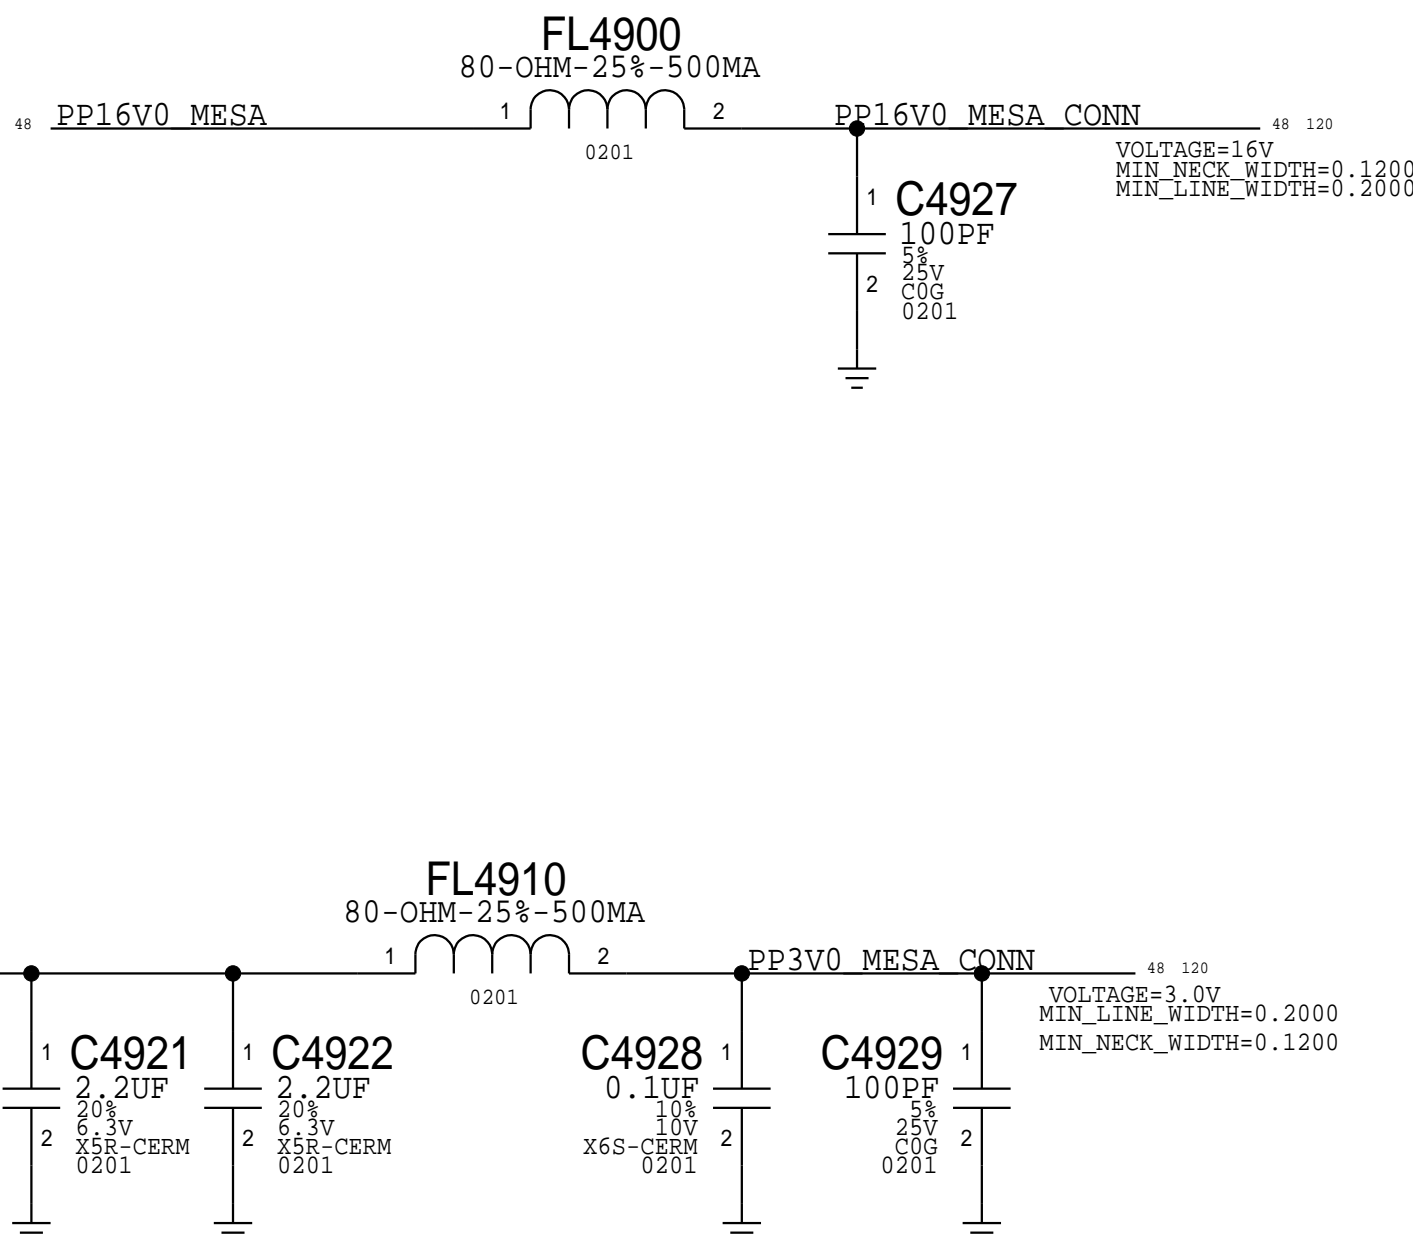 FL4900
80-OHM-25%-500MA
48 PP16V0_MESA 1 2 PP16V0_MESA_CONN 48 120
0201
VOLTAGE=16V
MIN_NECK_WIDTH=0.1200
MIN_LINE_WIDTH=0.2000
1 C4927
100PF
5%
25V
2 C0G
0201
FL4910
80-OHM-25%-500MA
1 2 PP3V0_MESA_CONN 48 120
0201
VOLTAGE=3.0V
MIN_LINE_WIDTH=0.2000
MIN_NECK_WIDTH=0.1200
1 C4921
2.2UF
20%
6.3V
2 X5R-CERM
0201
1 C4922
2.2UF
20%
6.3V
2 X5R-CERM
0201
C4928 1
0.1UF
10%
10V
X6S-CERM 2
0201
C4929 1
100PF
5%
25V
C0G 2
0201